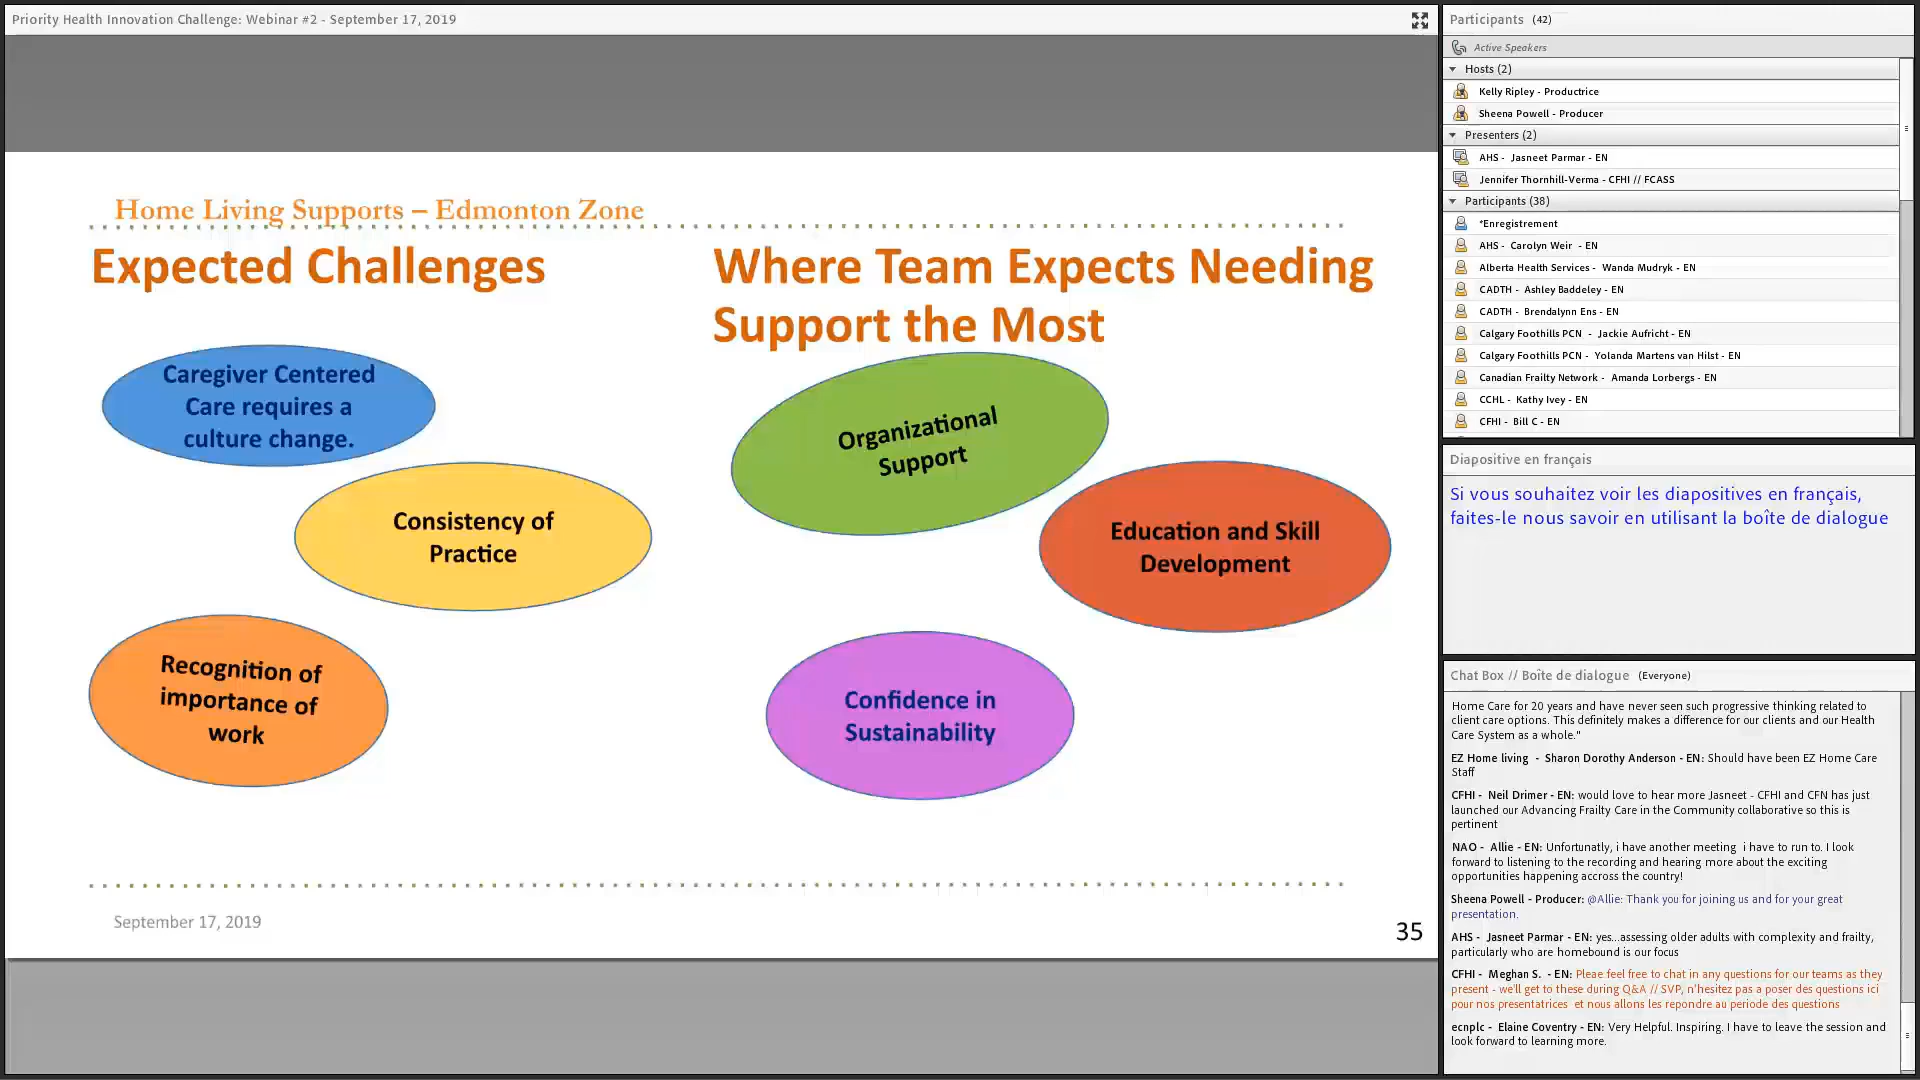 Priority Health Innovation Challenge: Webinar #2 - September 17, 2019
Home Living Supports – Edmonton Zone
Expected Challenges
Caregiver Centered
Care requires a
culture change.
Consistency of
Practice
Recognition of
importance of
work
Where Team Expects Needing
Support the Most
Organizational
Support
Education and Skill
Development
Confidence in
Sustainability
September 17, 2019
35
Participants (42)
Active Speakers
Hosts (2)
Kelly Ripley - Productrice
Sheena Powell - Producer
Presenters (2)
AHS - Jasneet Parmar - EN
Jennifer Thornhill-Verma - CFHI // FCASS
Participants (38)
*Enregistrement
AHS - Carolyn Weir - EN
Alberta Health Services - Wanda Mudryk - EN
CADTH - Ashley Baddeley - EN
CADTH - Brendalynn Ens - EN
Calgary Foothills PCN - Jackie Aufricht - EN
Calgary Foothills PCN - Yolanda Martens van Hilst - EN
Canadian Frailty Network - Amanda Lorbergs - EN
CCHL - Kathy Ivey - EN
CFHI - Bill C - EN
Diapositive en français
Si vous souhaitez voir les diapositives en français,
faites-le nous savoir en utilisant la boîte de dialogue
Chat Box // Boîte de dialogue (Everyone)
Home Care for 20 years and have never seen such progressive thinking related to
client care options. This definitely makes a difference for our clients and our Health
Care System as a whole."
EZ Home living - Sharon Dorothy Anderson - EN: Should have been EZ Home Care
Staff
CFHI - Neil Drimer - EN: would love to hear more Jasneet - CFHI and CFN has just
launched our Advancing Frailty Care in the Community collaborative so this is
pertinent
NAO - Allie - EN: Unfortunatly, i have another meeting i have to run to. I look
forward to listening to the recording and hearing more about the exciting
opportunities happening accross the country!
Sheena Powell - Producer: @Allie: Thank you for joining us and for your great
presentation.
AHS - Jasneet Parmar - EN: yes...assessing older adults with complexity and frailty,
particularly who are homebound is our focus
CFHI - Meghan S. - EN: Pleae feel free to chat in any questions for our teams as they
present - we'll get to these during Q&A // SVP, n'hesitez pas a poser des questions ici
pour nos presentatrices et nous allons les repondre au periode des questions
ecnplc - Elaine Coventry - EN: Very Helpful. Inspiring. I have to leave the session and
look forward to learning more.